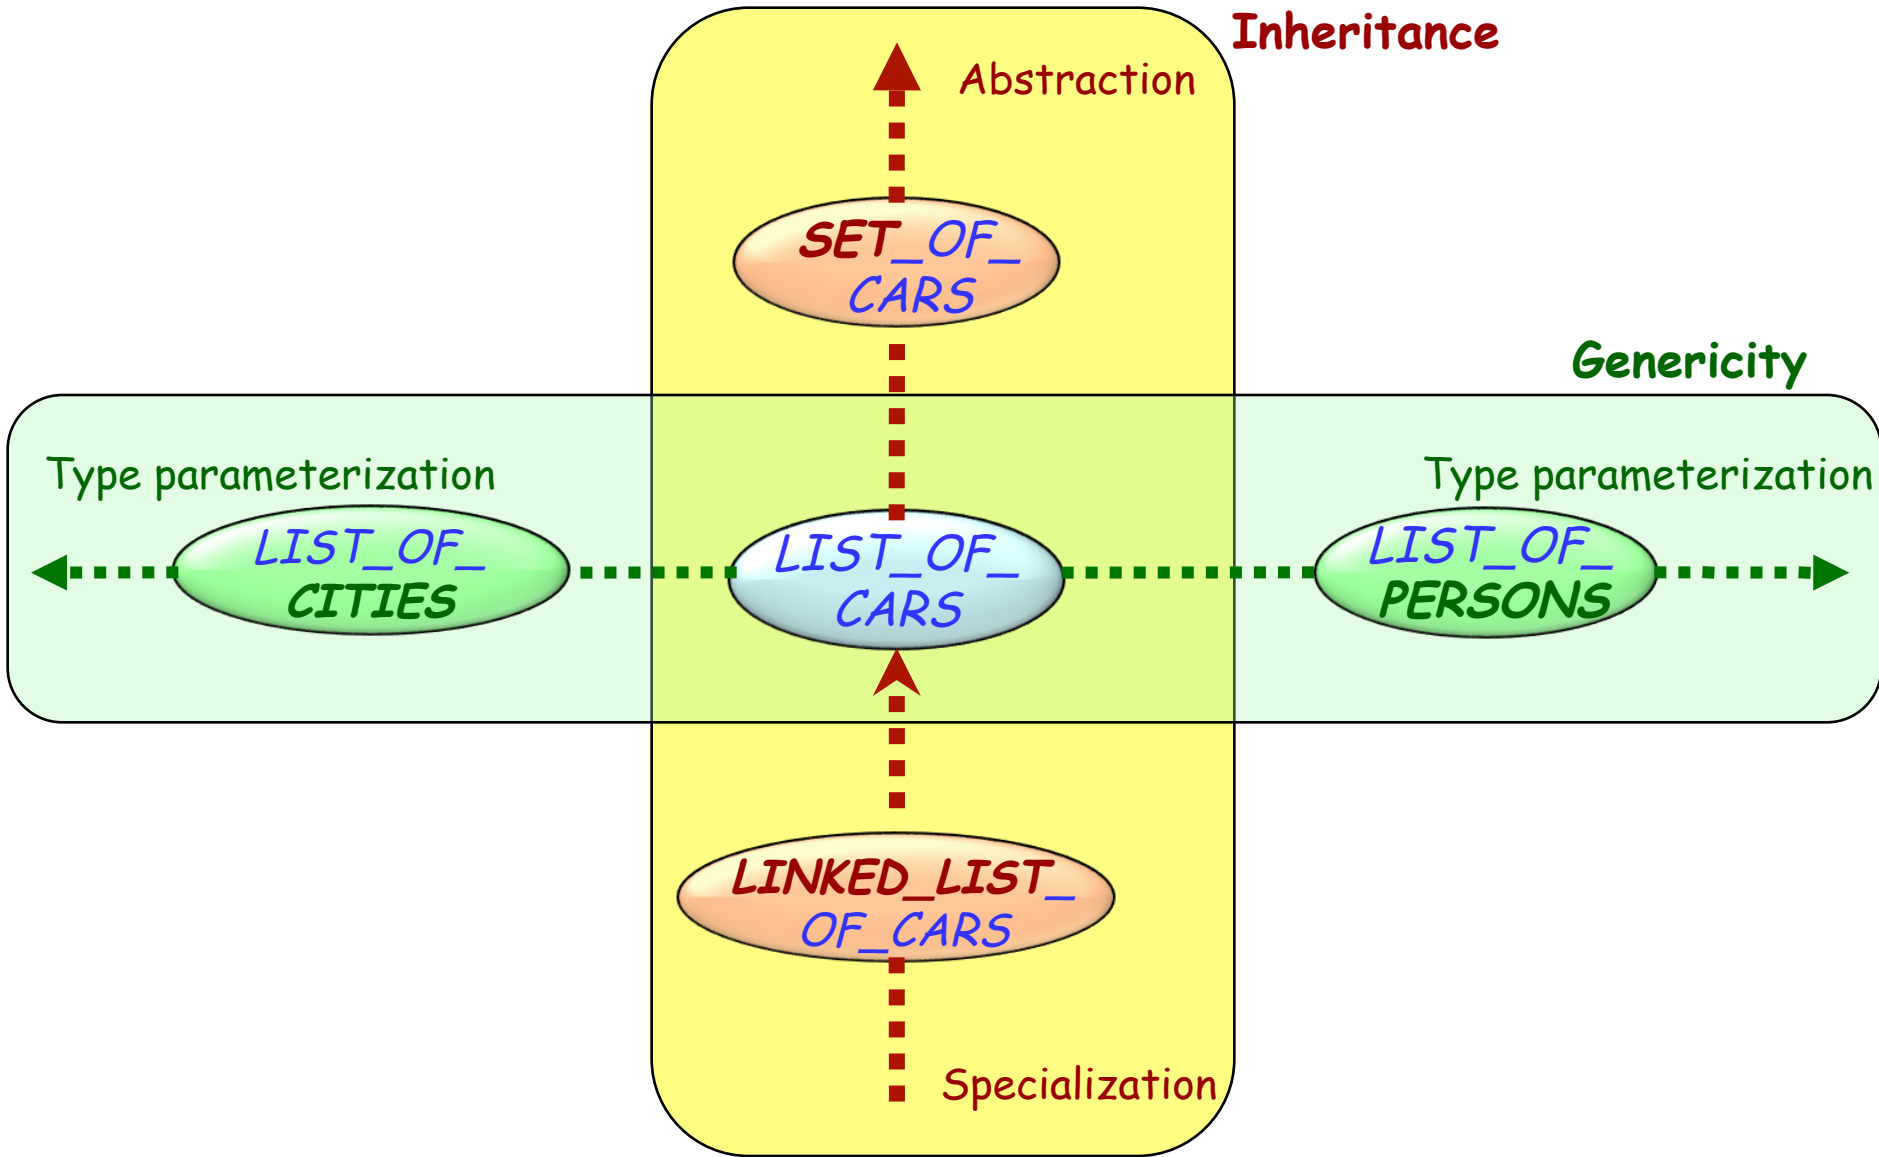 Inheritance
Abstraction
SET_OF_
CARS
Genericity
Type parameterization
Type parameterization
LIST_OF_
CITIES
LIST_OF_
CARS
LIST_OF_
PERSONS
LINKED_LIST_
OF_CARS
Specialization